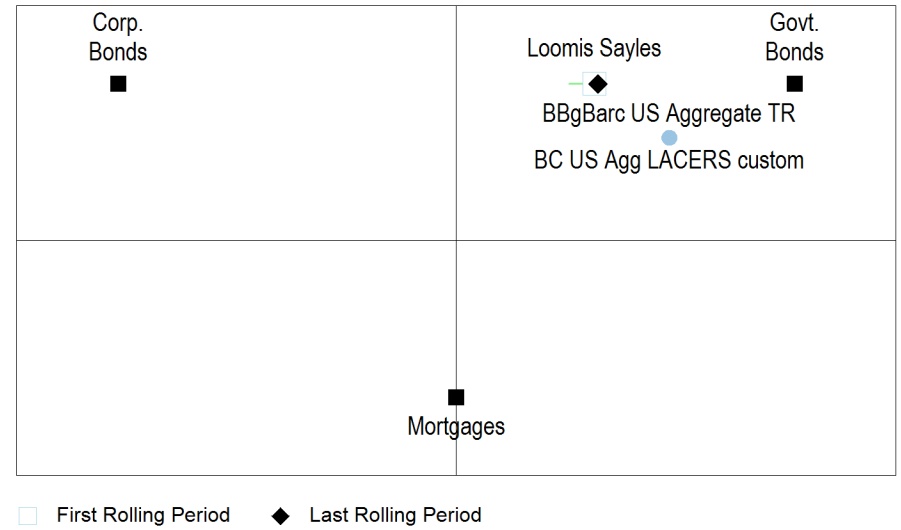 Corp.
Bonds
Loomis Sayles
Govt.
Bonds
BBgBarc US Aggregate TR
BC US Agg LACERS custom
Mortgages
First Rolling Period
Last Rolling Period